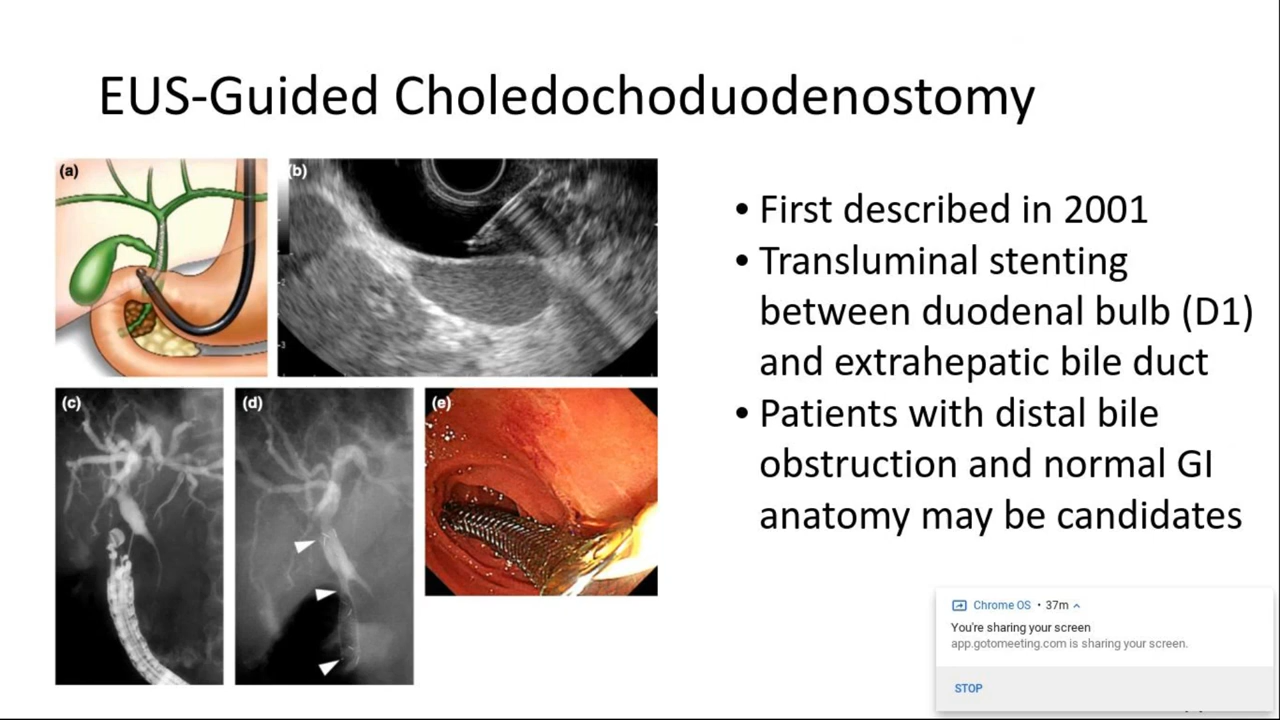 EUS-Guided Choledochoduodenostomy
(a)
(b)
-2
-3
(c)
(d)
(e)
• First described in 2001
• Transluminal stenting
between duodenal bulb (D1)
and extrahepatic bile duct
• Patients with distal bile
obstruction and normal GI
anatomy may be candidates
Chrome OS • 37m
You're sharing your screen
app.gotomeeting.com is sharing your screen.
STOP